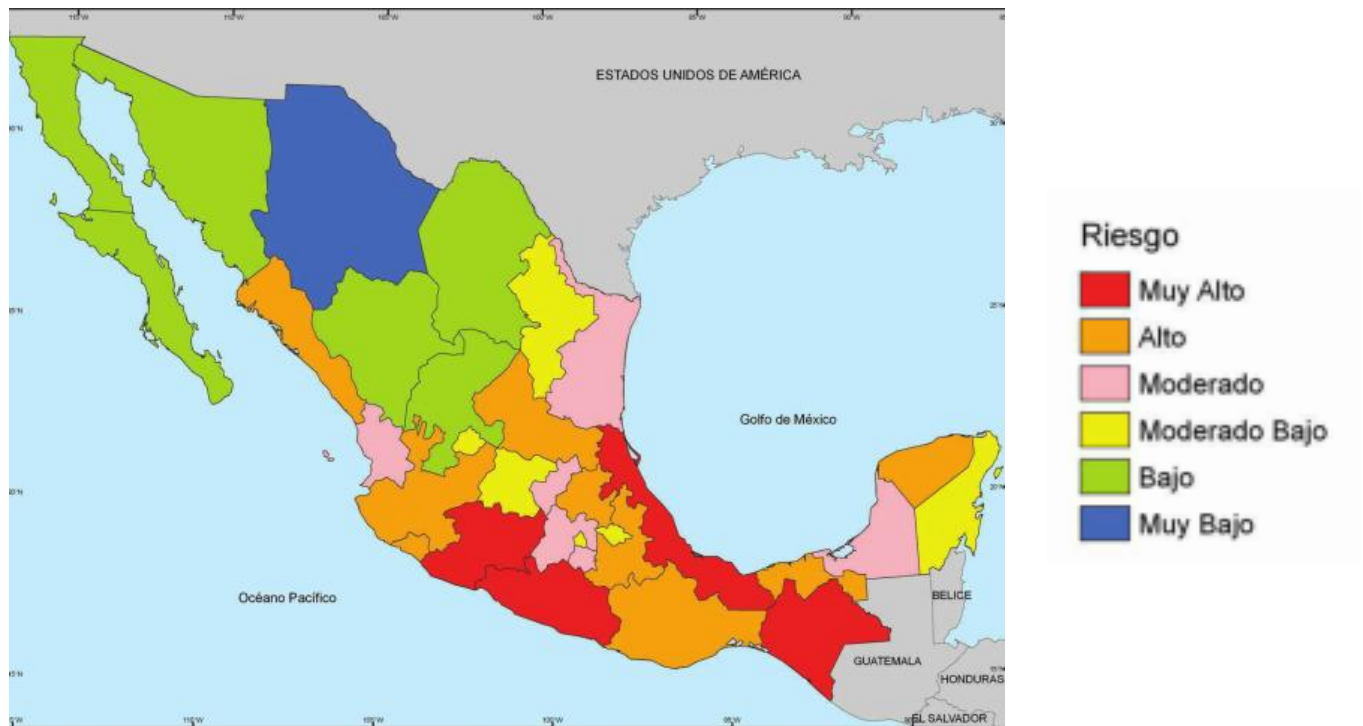 ESTADOS UNIDOS DE AMÉRICA
Golfo de México
Océano Pacífico
BELICE
GUATEMALA
HONDURAS
EL SALVADOR
Riesgo
Muy Alto
Alto
Moderado
Moderado Bajo
Bajo
Muy Bajo